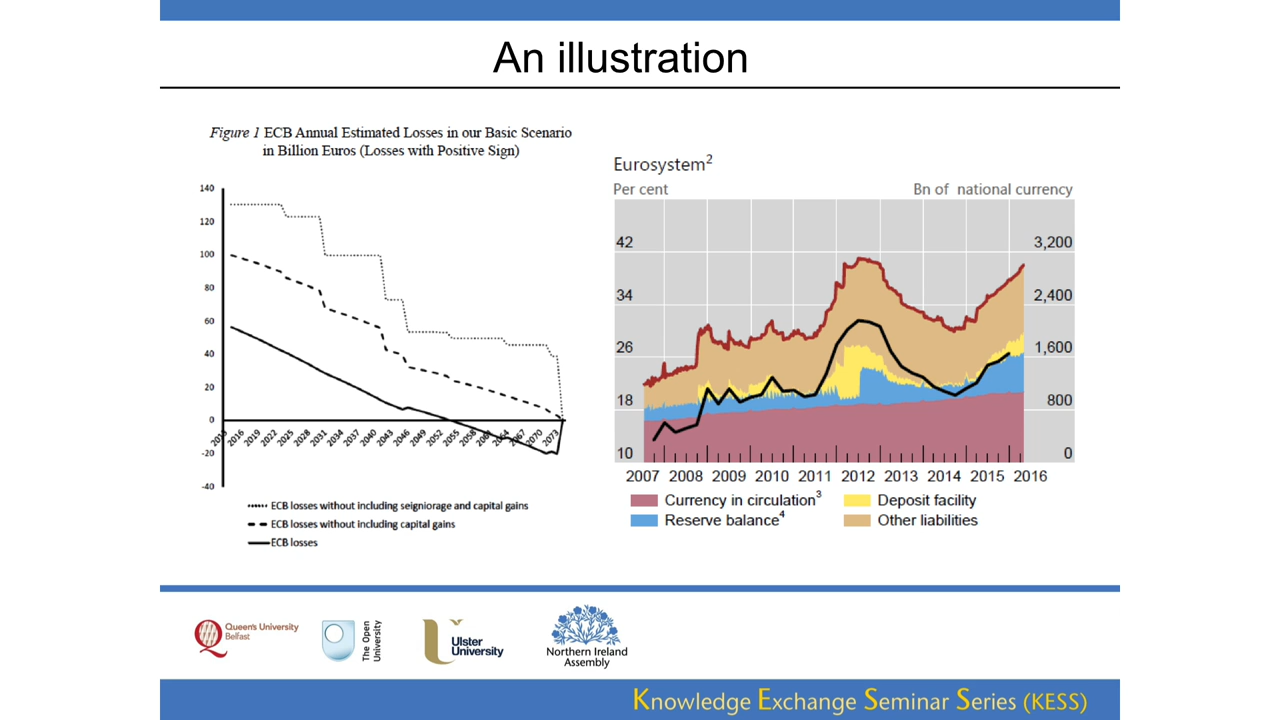 An illustration
Figure 1 ECB Annual Estimated Losses in our Basic Scenario
in Billion Euros (Losses with Positive Sign)
140
120
100
80
60
40
20
0
-20
-40
2013 2016 2019 2022 2025 2028 2031 2034 2037 2040 2043 2046 2049 2052 2055 2058 2061 2064 2067 2070 2073
ECB losses without including seigniorage and capital gains
ECB losses without including capital gains
ECB losses
Eurosystem2
Per cent Bn of national currency
42 3,200
34 2,400
26 1,600
18 800
10 0
2007 2008 2009 2010 2011 2012 2013 2014 2015 2016
Currency in circulation3 Deposit facility
Reserve balance4 Other liabilities
Queen's University
Belfast
The Open
University
Ulster
University
Northern Ireland
Assembly
Knowledge Exchange Seminar Series (KESS)